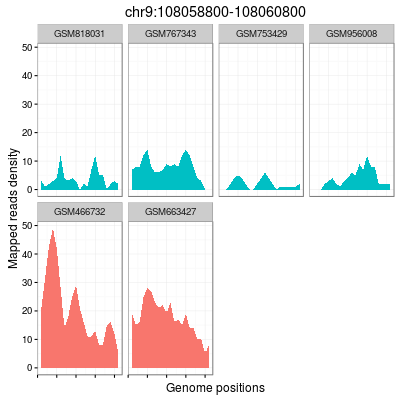 chr9:108058800-108060800
GSM818031 GSM767343 GSM753429 GSM956008
50
40
30
20
10
0
GSM466732 GSM663427
50
40
30
20
10
0
Mapped reads density
Genome positions